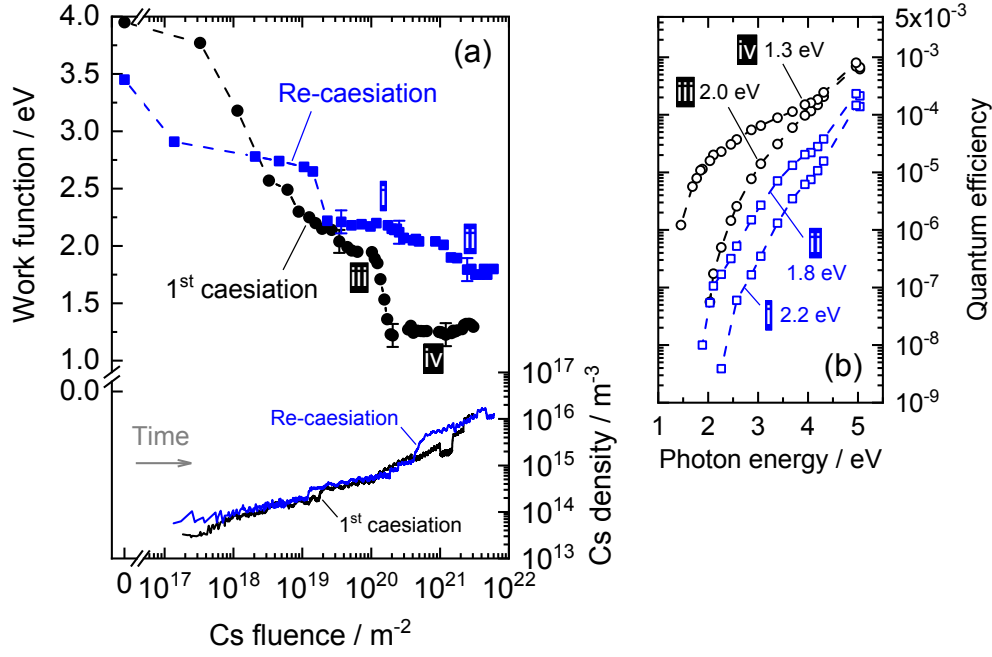 4.0
3.5
3.0
2.5
2.0
1.5
1.0
0.0
Work function / eV
(a)
Re-caesiation
i
ii
1st caesiation
iii
iv
Time
Re-caesiation
1st caesiation
10^17
10^16
10^15
10^14
10^13
Cs density / m^-3
0
10^17
10^18
10^19
10^20
10^21
10^22
Cs fluence / m^-2
iv 1.3 eV
iii 2.0 eV
ii
1.8 eV
i 2.2 eV
(b)
5x10^-3
10^-3
10^-4
10^-5
10^-6
10^-7
10^-8
10^-9
Quantum efficiency
1 2 3 4 5
Photon energy / eV